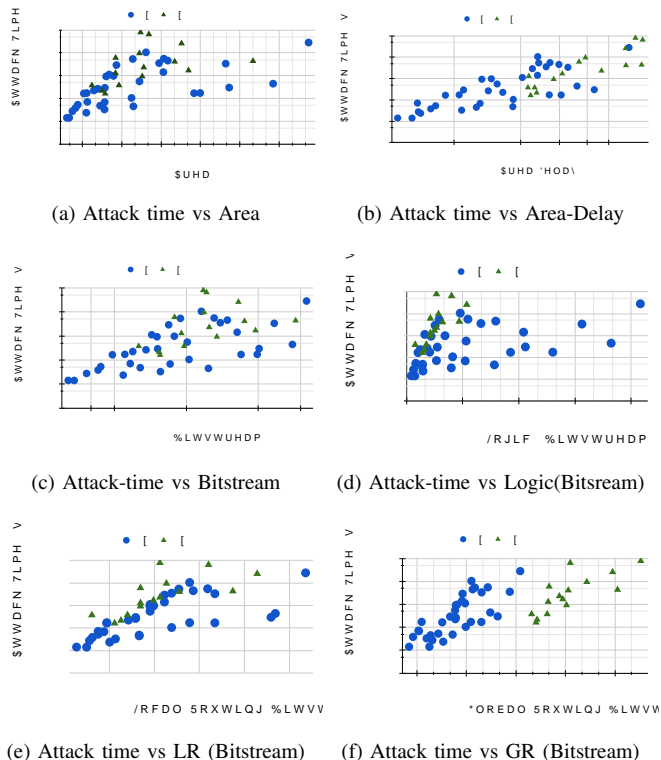 [ [
[ [
$WWDFN 7LPH V
$WWDFN 7LPH V
$UHD
$UHD 'HOD\
(a) Attack time vs Area
(b) Attack time vs Area-Delay
[ [
[ [
$WWDFN 7LPH V
$WWDFN 7LPH V
%LWVWUHDP
/RJLF %LWVWUHDP
(c) Attack-time vs Bitstream
(d) Attack-time vs Logic(Bitsream)
[ [
[ [
$WWDFN 7LPH V
$WWDFN 7LPH V
/RFDO 5RXWLQJ %LWVW
*OREDO 5RXWLQJ %LWVW
(e) Attack time vs LR (Bitstream)
(f) Attack time vs GR (Bitstream)